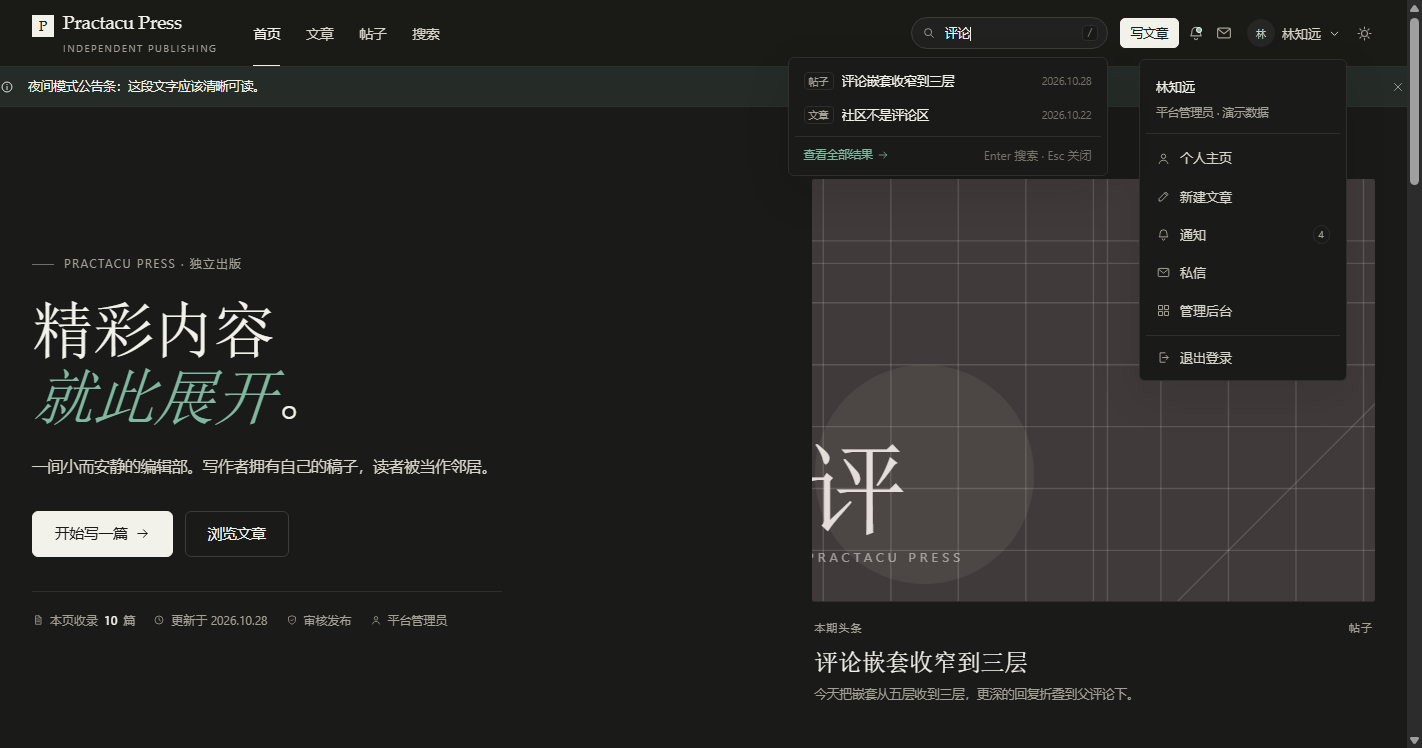 P Practacu Press
INDEPENDENT PUBLISHING
首页 文章 帖子 搜索
评论 /
写文章
林 林知远
夜间模式公告条：这段文字应该清晰可读。
帖子 评论嵌套收窄到三层 2026.10.28
文章 社区不是评论区 2026.10.22
查看全部结果 → Enter 搜索 · Esc 关闭
林知远
平台管理员 · 演示数据
个人主页
新建文章
通知 4
私信
管理后台
退出登录
PRACTACU PRESS · 独立出版
精彩内容
就此展开。
一间小而安静的编辑部。写作者拥有自己的稿子，读者被当作邻居。
开始写一篇 → 浏览文章
本页收录 10 篇 更新于 2026.10.28 审核发布 平台管理员
评
PRACTACU PRESS
本期头条 帖子
评论嵌套收窄到三层
今天把嵌套从五层收到三层，更深的回复折叠到父评论下。